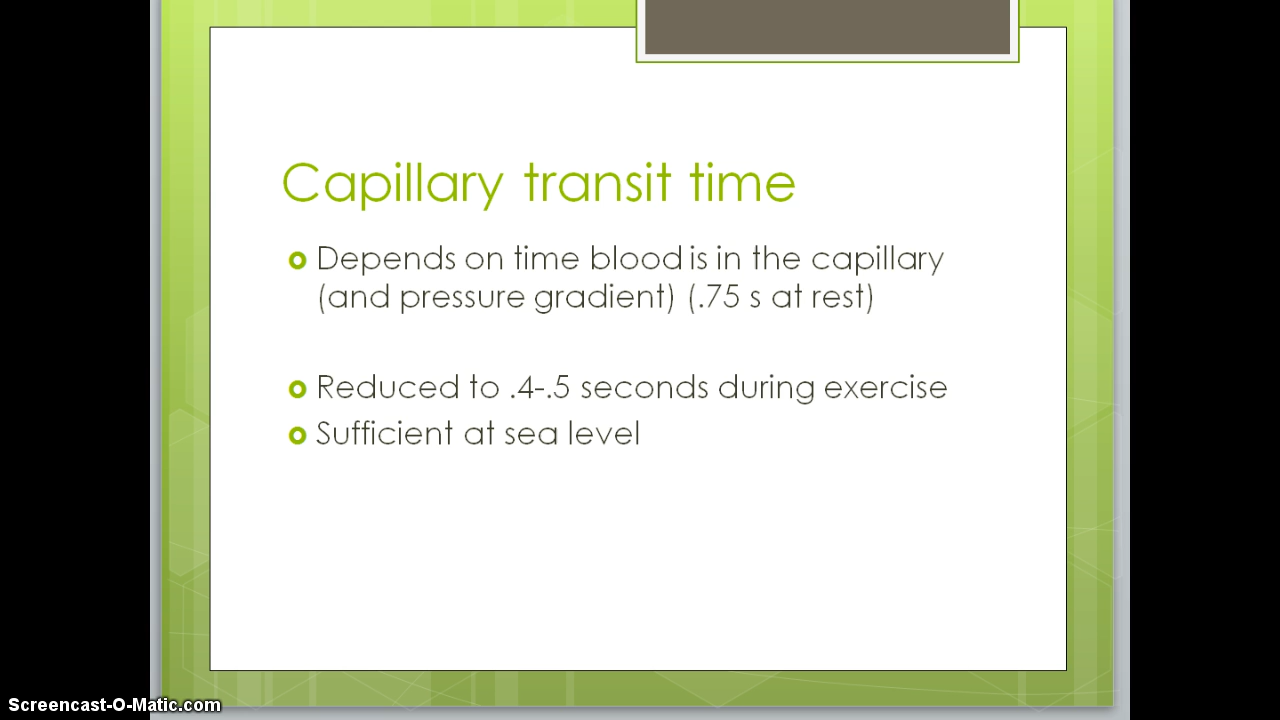 Capillary transit time
Depends on time blood is in the capillary
(and pressure gradient) (.75 s at rest)
Reduced to .4-.5 seconds during exercise
Sufficient at sea level
Screencast-O-Matic.com